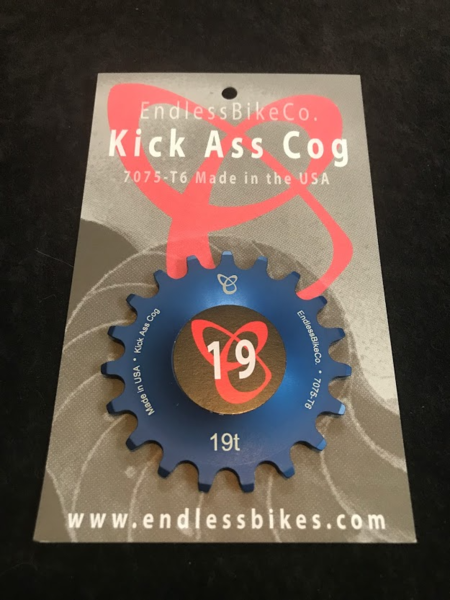 EndlessBikeCo.
Kick Ass Cog
7075-T6 Made in the USA
Made in USA • Kick Ass Cog
EndlessBikeCo. • 7075-T6
19
19t
www.endlessbikes.com